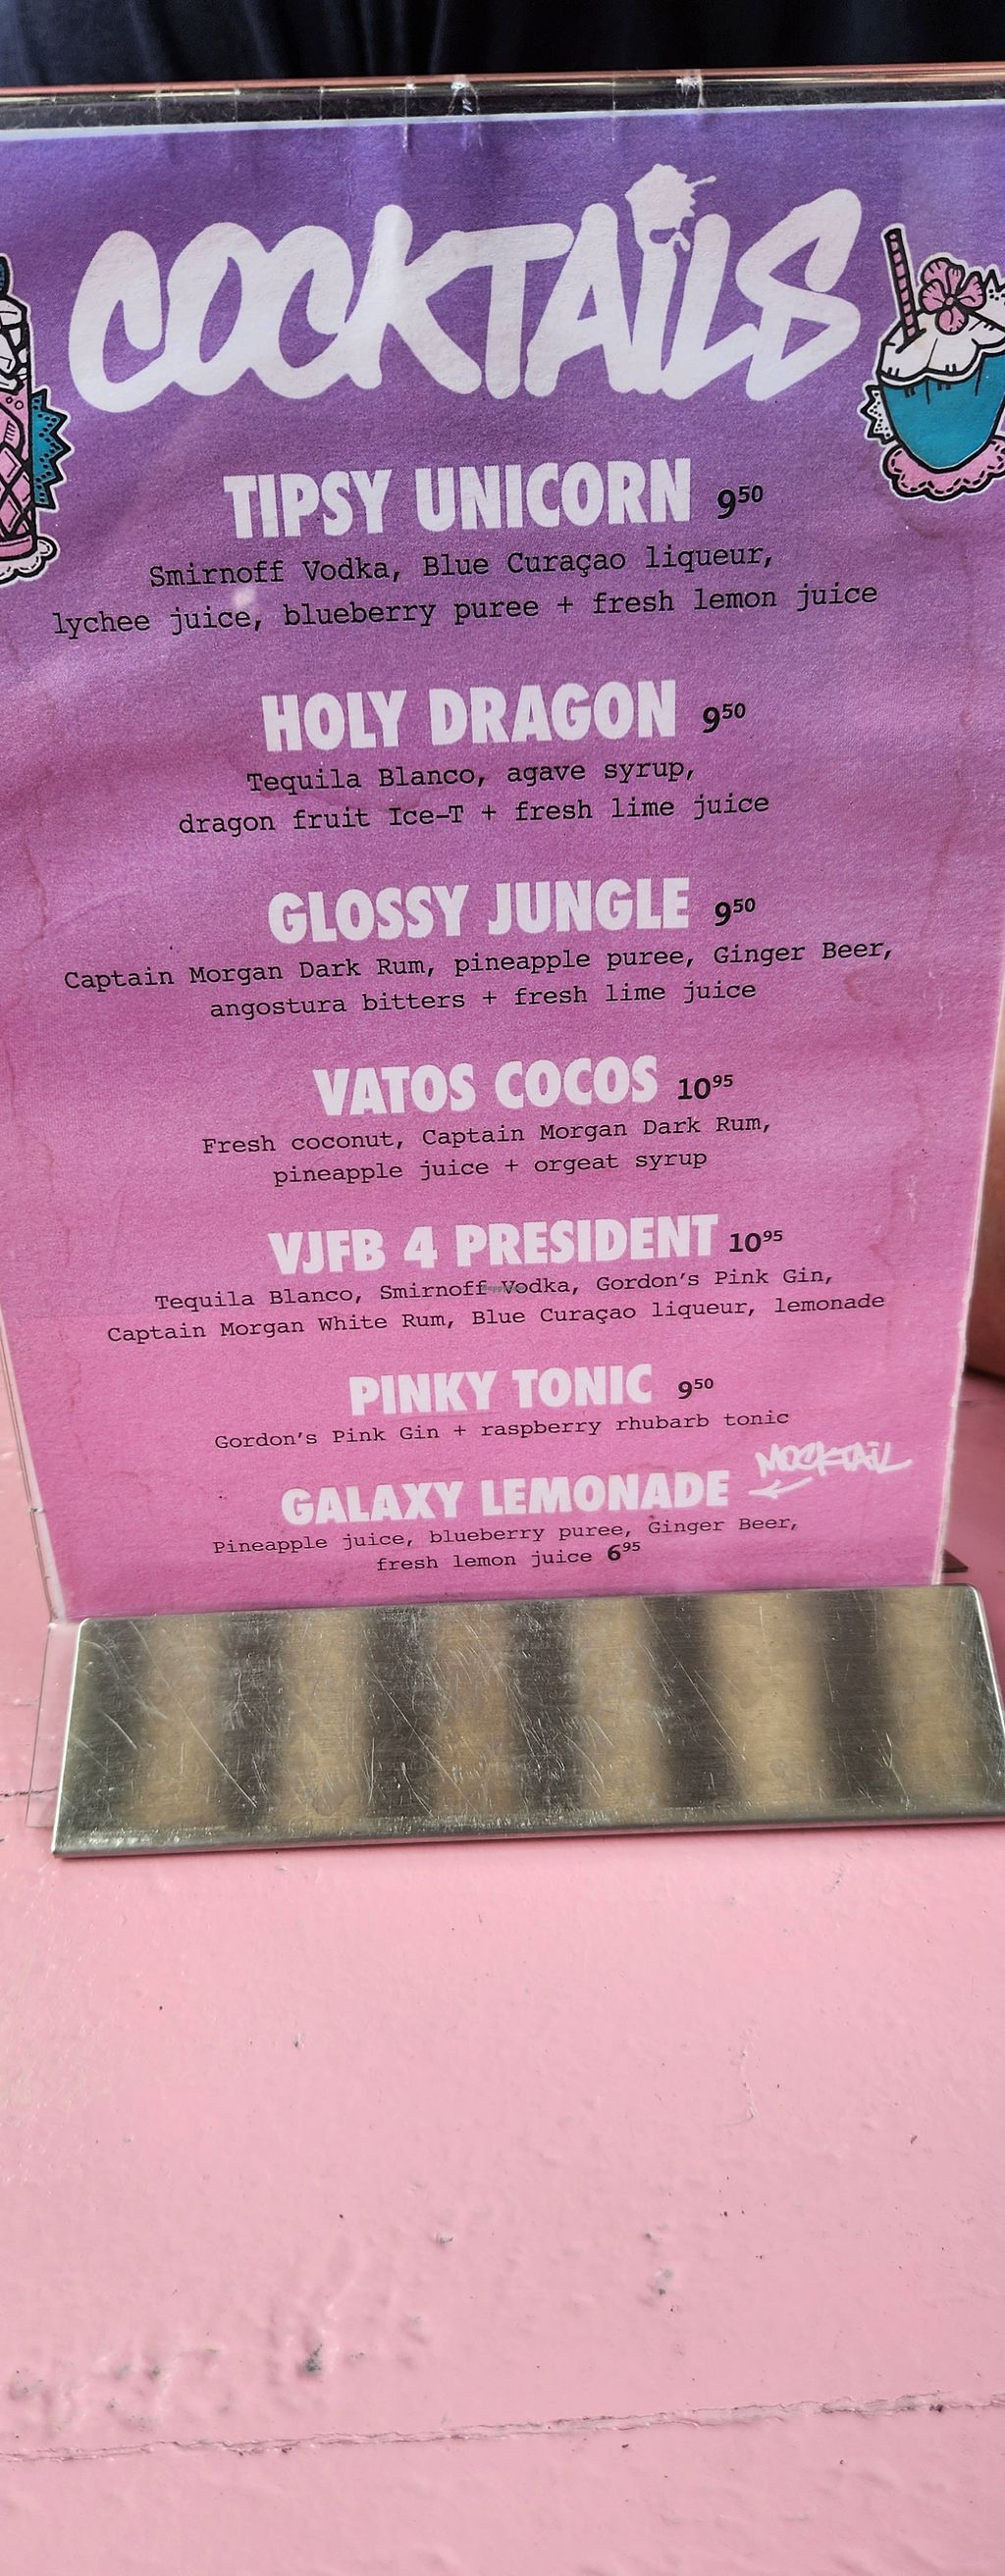 COCKTAiLS
TIPSY UNICORN 9⁵⁰
Smirnoff Vodka, Blue Curaçao liqueur,
lychee juice, blueberry puree + fresh lemon juice
HOLY DRAGON 9⁵⁰
Tequila Blanco, agave syrup,
dragon fruit Ice-T + fresh lime juice
GLOSSY JUNGLE 9⁵⁰
Captain Morgan Dark Rum, pineapple puree, Ginger Beer,
angostura bitters + fresh lime juice
VATOS COCOS 10⁹⁵
Fresh coconut, Captain Morgan Dark Rum,
pineapple juice + orgeat syrup
VJFB 4 PRESIDENT 10⁹⁵
Tequila Blanco, Smirnoff Vodka, Gordon's Pink Gin,
Captain Morgan White Rum, Blue Curaçao liqueur, lemonade
PINKY TONIC 9⁵⁰
Gordon's Pink Gin + raspberry rhubarb tonic
MOCKTAiL
GALAXY LEMONADE
Pineapple juice, blueberry puree, Ginger Beer,
fresh lemon juice 6⁹⁵